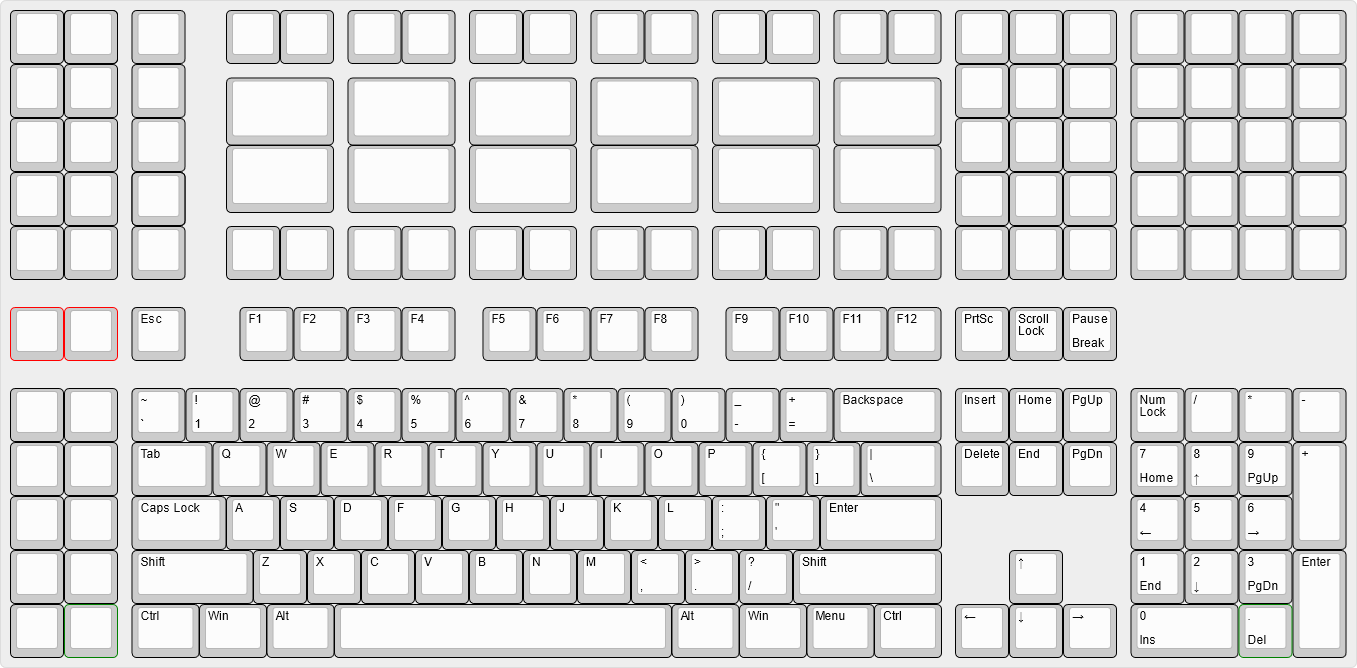 Esc F1 F2 F3 F4 F5 F6 F7 F8 F9 F10 F11 F12 PrtSc Scroll Pause
Lock
Break
~ ! @ # $ % ^ & * ( ) _ + Backspace Insert Home PgUp Num / * -
Lock
` 1 2 3 4 5 6 7 8 9 0 - =
Tab Q W E R T Y U I O P { } | Delete End PgDn 7 8 9 +
[ ] \ Home ↑ PgUp
Caps Lock A S D F G H J K L : " Enter 4 5 6
; ' ← →
Shift Z X C V B N M < > ? Shift ↑ 1 2 3 Enter
, . / End ↓ PgDn
Ctrl Win Alt Alt Win Menu Ctrl ← ↓ → 0 .
Ins Del